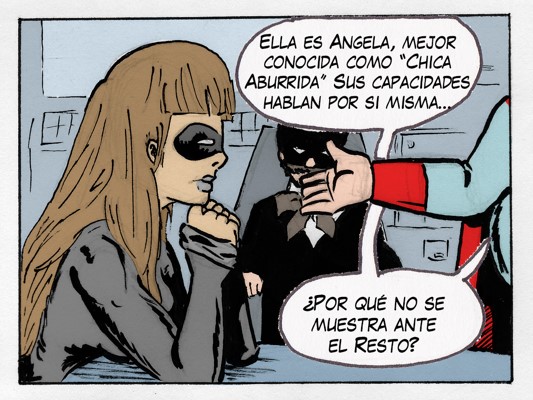 ELLA ES ANGELA, MEJOR
CONOCIDA COMO "CHICA
ABURRIDA" SUS CAPACIDADES
HABLAN POR SI MISMA...
¿POR QUÉ NO SE
MUESTRA ANTE
EL RESTO?